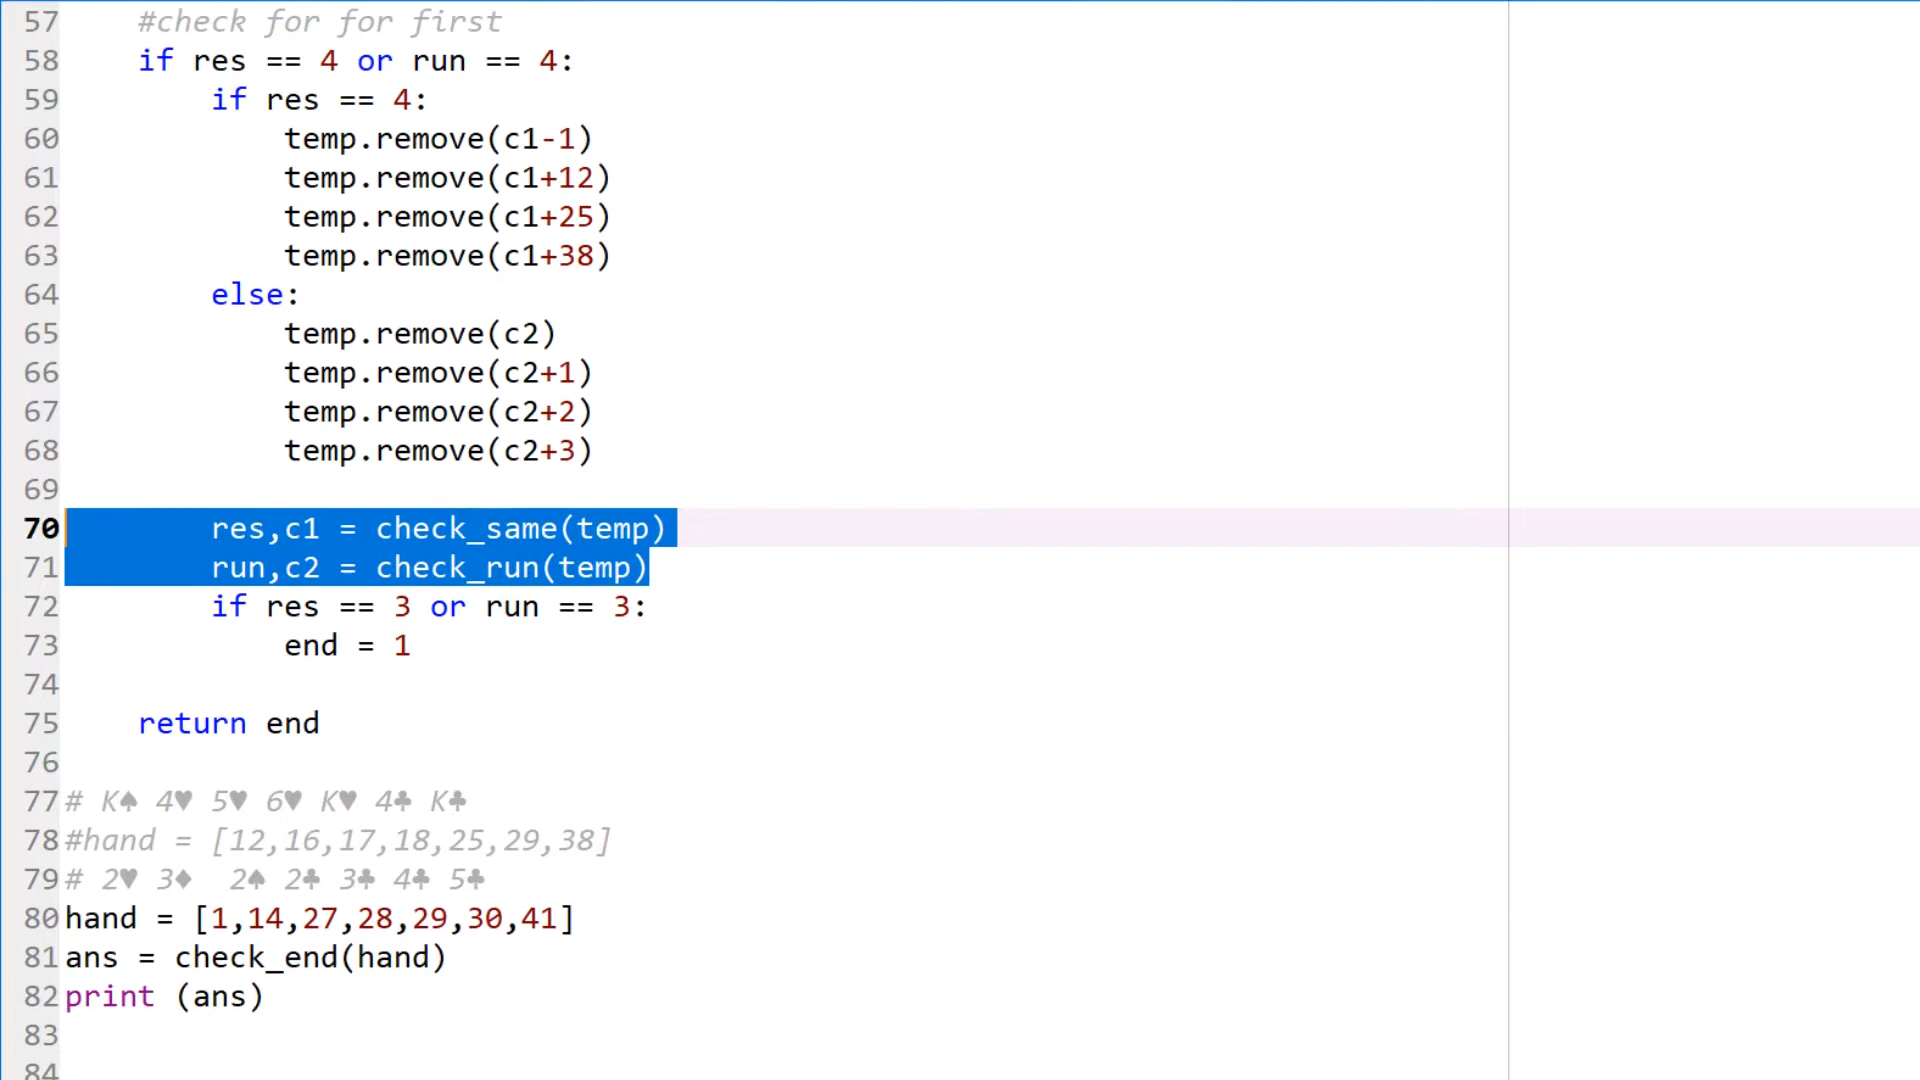 57 #check for for first
58 if res == 4 or run == 4:
59 if res == 4:
60 temp.remove(c1-1)
61 temp.remove(c1+12)
62 temp.remove(c1+25)
63 temp.remove(c1+38)
64 else:
65 temp.remove(c2)
66 temp.remove(c2+1)
67 temp.remove(c2+2)
68 temp.remove(c2+3)
69
70 res,c1 = check_same(temp)
71 run,c2 = check_run(temp)
72 if res == 3 or run == 3:
73 end = 1
74
75 return end
76
77 # K♠ 4♥ 5♥ 6♥ K♥ 4♣ K♣
78 #hand = [12,16,17,18,25,29,38]
79 # 2♥ 3♦ 2♠ 2♣ 3♣ 4♣ 5♣
80 hand = [1,14,27,28,29,30,41]
81 ans = check_end(hand)
82 print (ans)
83
84